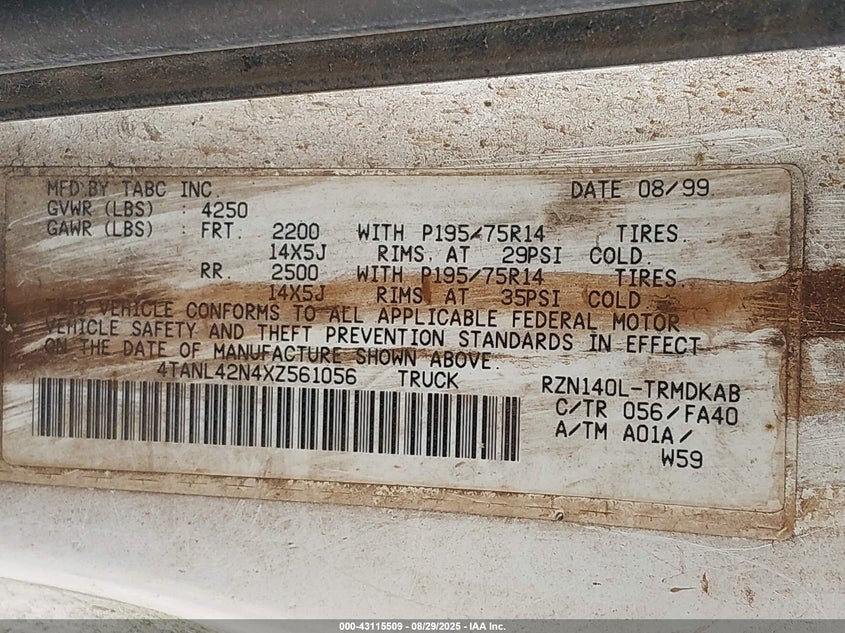 MFD BY TABC INC. DATE 08/99
GVWR (LBS) : 4250
GAWR (LBS) : FRT. 2200 WITH P195/75R14 TIRES.
14X5J RIMS, AT 29PSI COLD.
RR. 2500 WITH P195/75R14 TIRES.
14X5J RIMS AT 35PSI COLD.
THIS VEHICLE CONFORMS TO ALL APPLICABLE FEDERAL MOTOR
VEHICLE SAFETY AND THEFT PREVENTION STANDARDS IN EFFECT
ON THE DATE OF MANUFACTURE SHOWN ABOVE.
4TANL42N4XZ561056 TRUCK RZN140L-TRMDKAB
C/TR 056/FA40
A/TM A01A/
W59
000-43115509 - 08/29/2025 - IAA Inc.